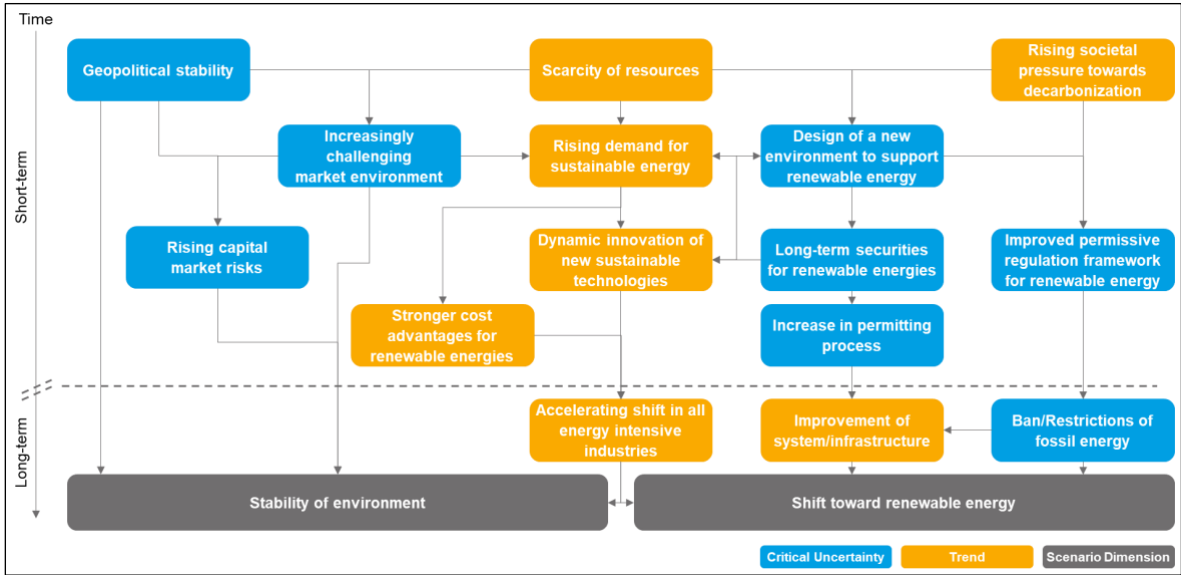 Time
Geopolitical stability
Scarcity of resources
Rising societal
pressure towards
decarbonization
Short-term
Increasingly
challenging
market environment
Rising demand for
sustainable energy
Design of a new
environment to support
renewable energy
Rising capital
market risks
Dynamic innovation of
new sustainable
technologies
Long-term securities
for renewable energies
Improved permissive
regulation framework
for renewable energy
Stronger cost
advantages for
renewable energies
Increase in permitting
process
Long-term
Accelerating shift in all
energy intensive
industries
Improvement of
system/infrastructure
Ban/Restrictions of
fossil energy
Stability of environment
Shift toward renewable energy
Critical Uncertainty
Trend
Scenario Dimension